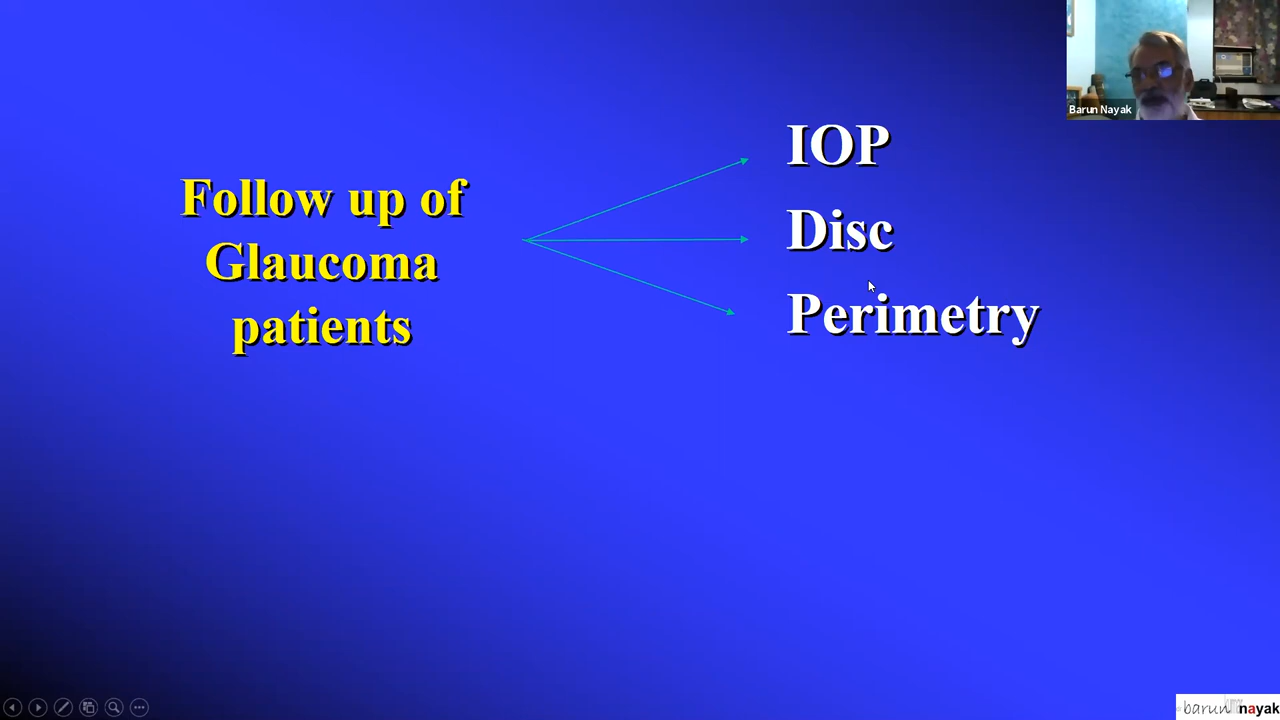 Follow up of
Glaucoma
patients
IOP
Disc
Perimetry
Barun Nayak
barun nayak